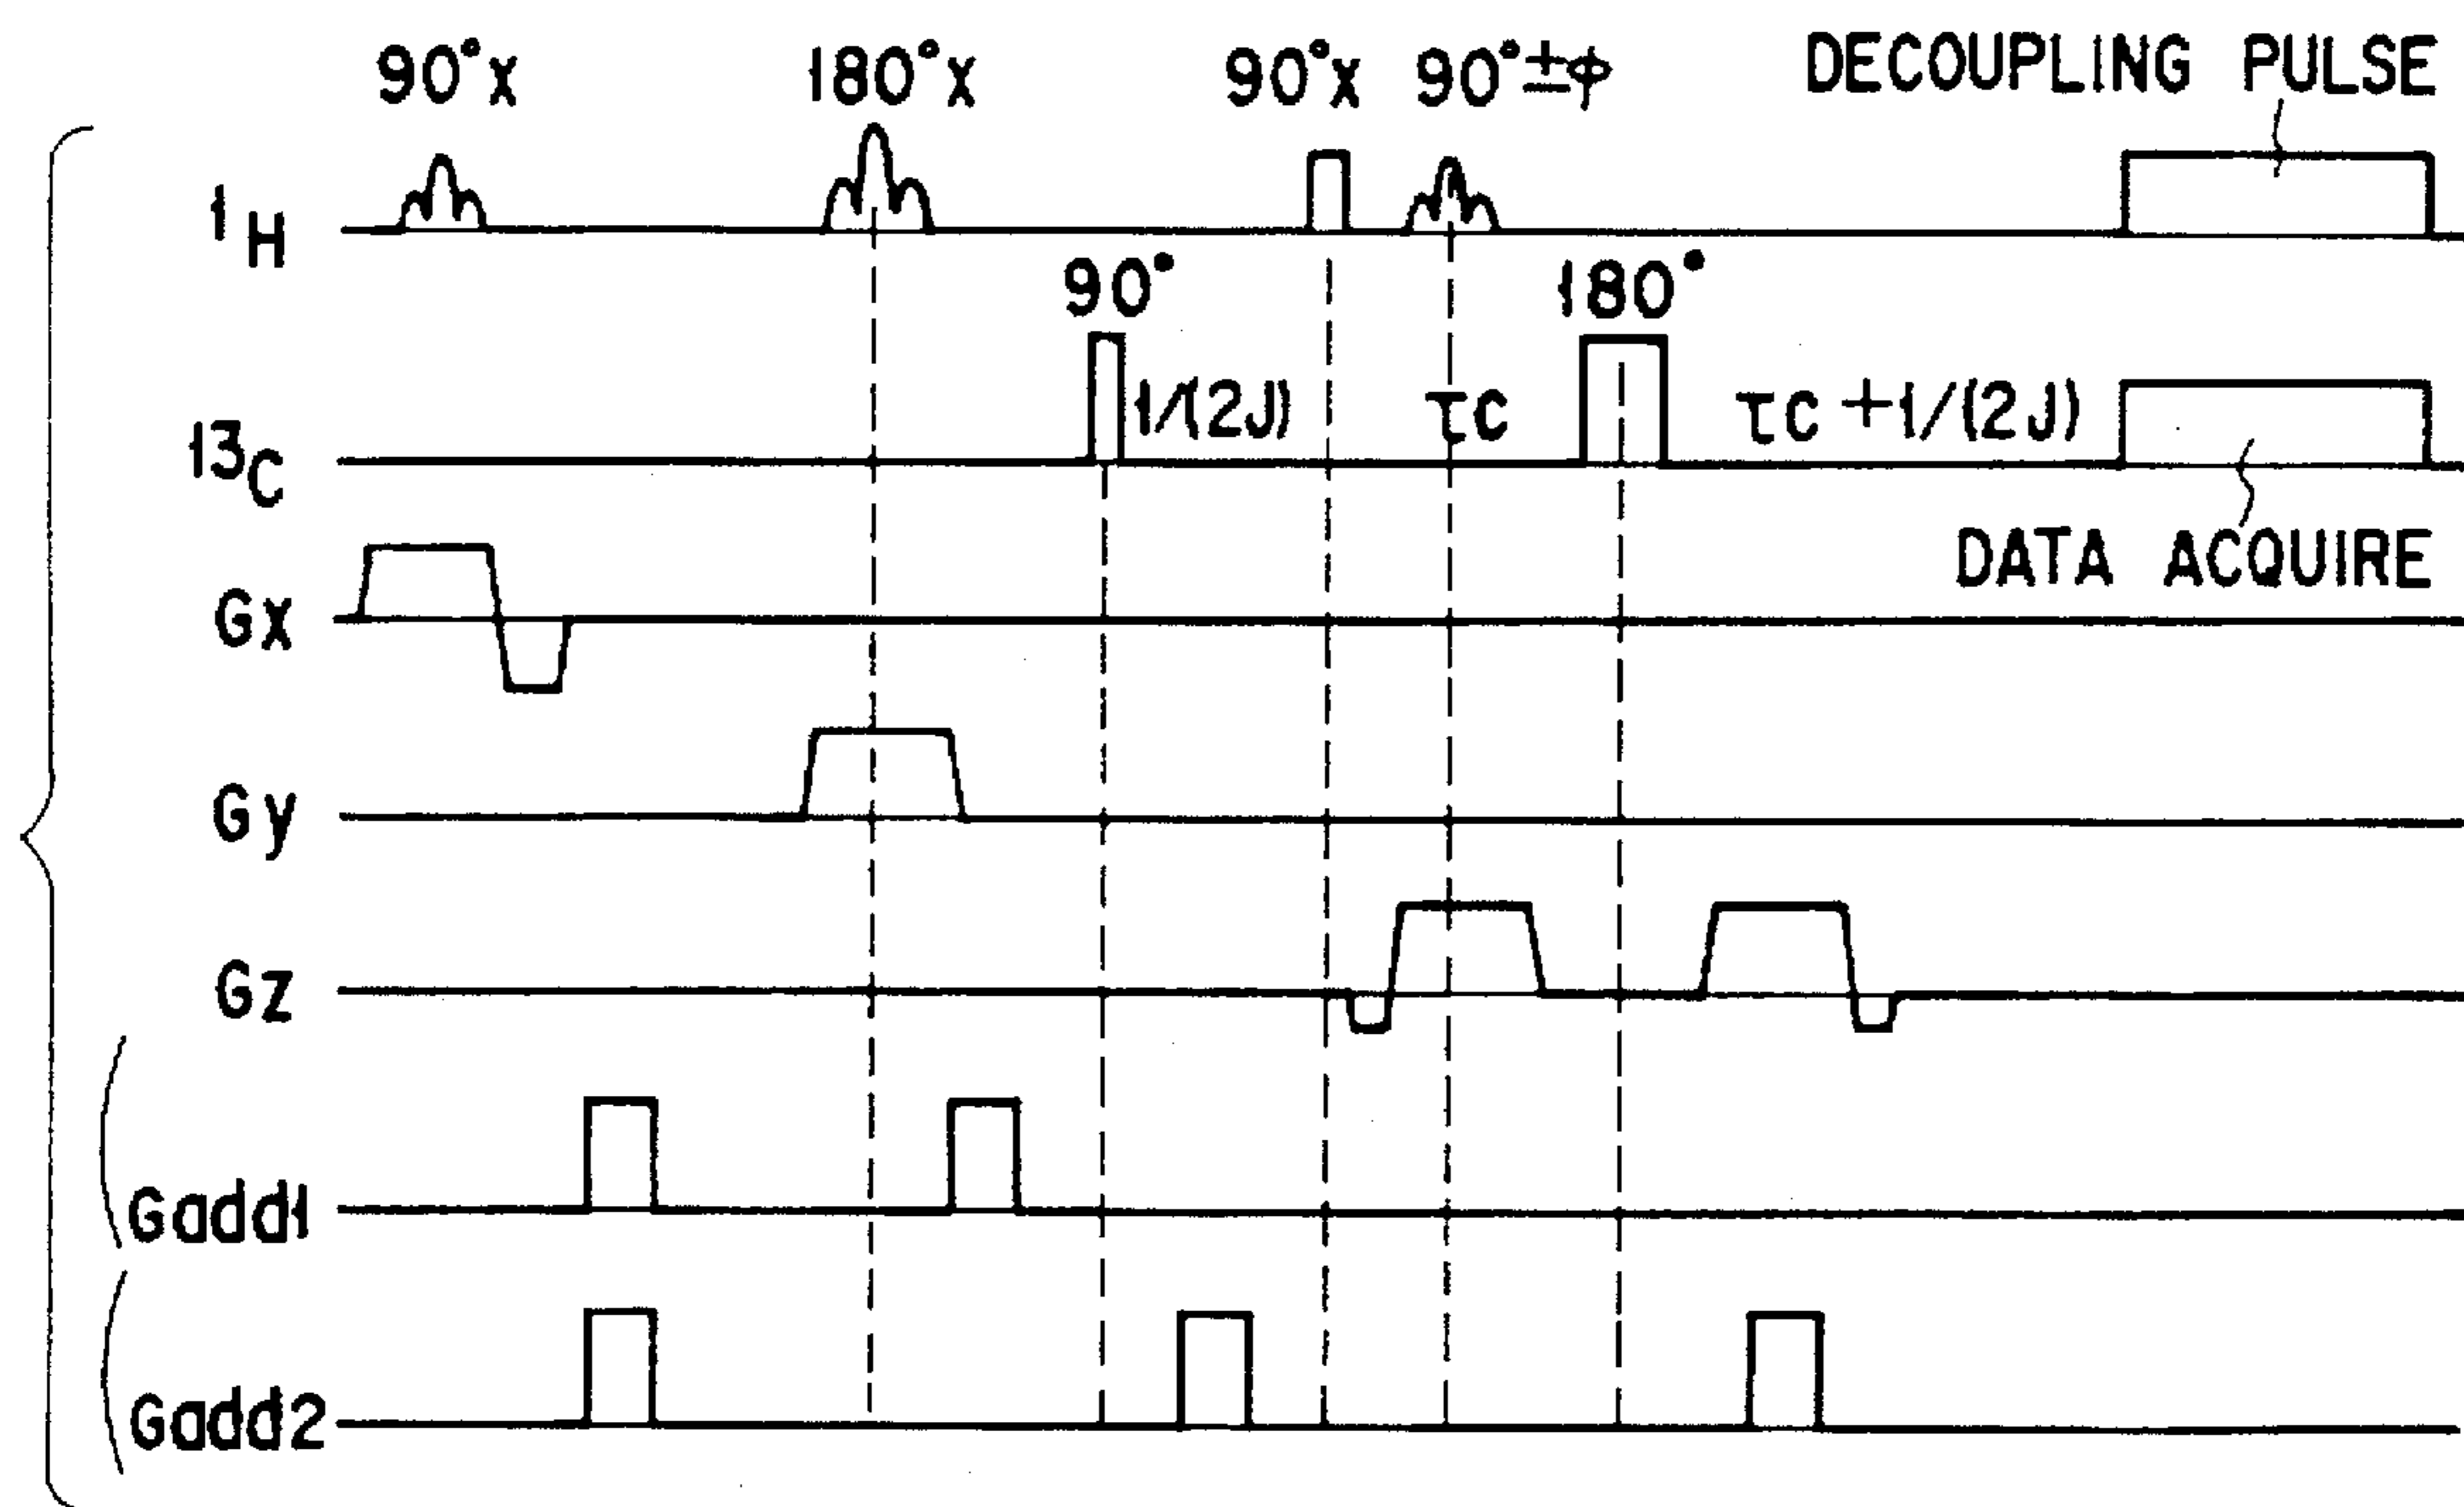 90°x 180°x 90°x 90°±φ DECOUPLING PULSE
1H
90° 180°
1/(2J) τC τC+1/(2J)
13C
DATA ACQUIRE
Gx
Gy
Gz
Gadd1
Gadd2